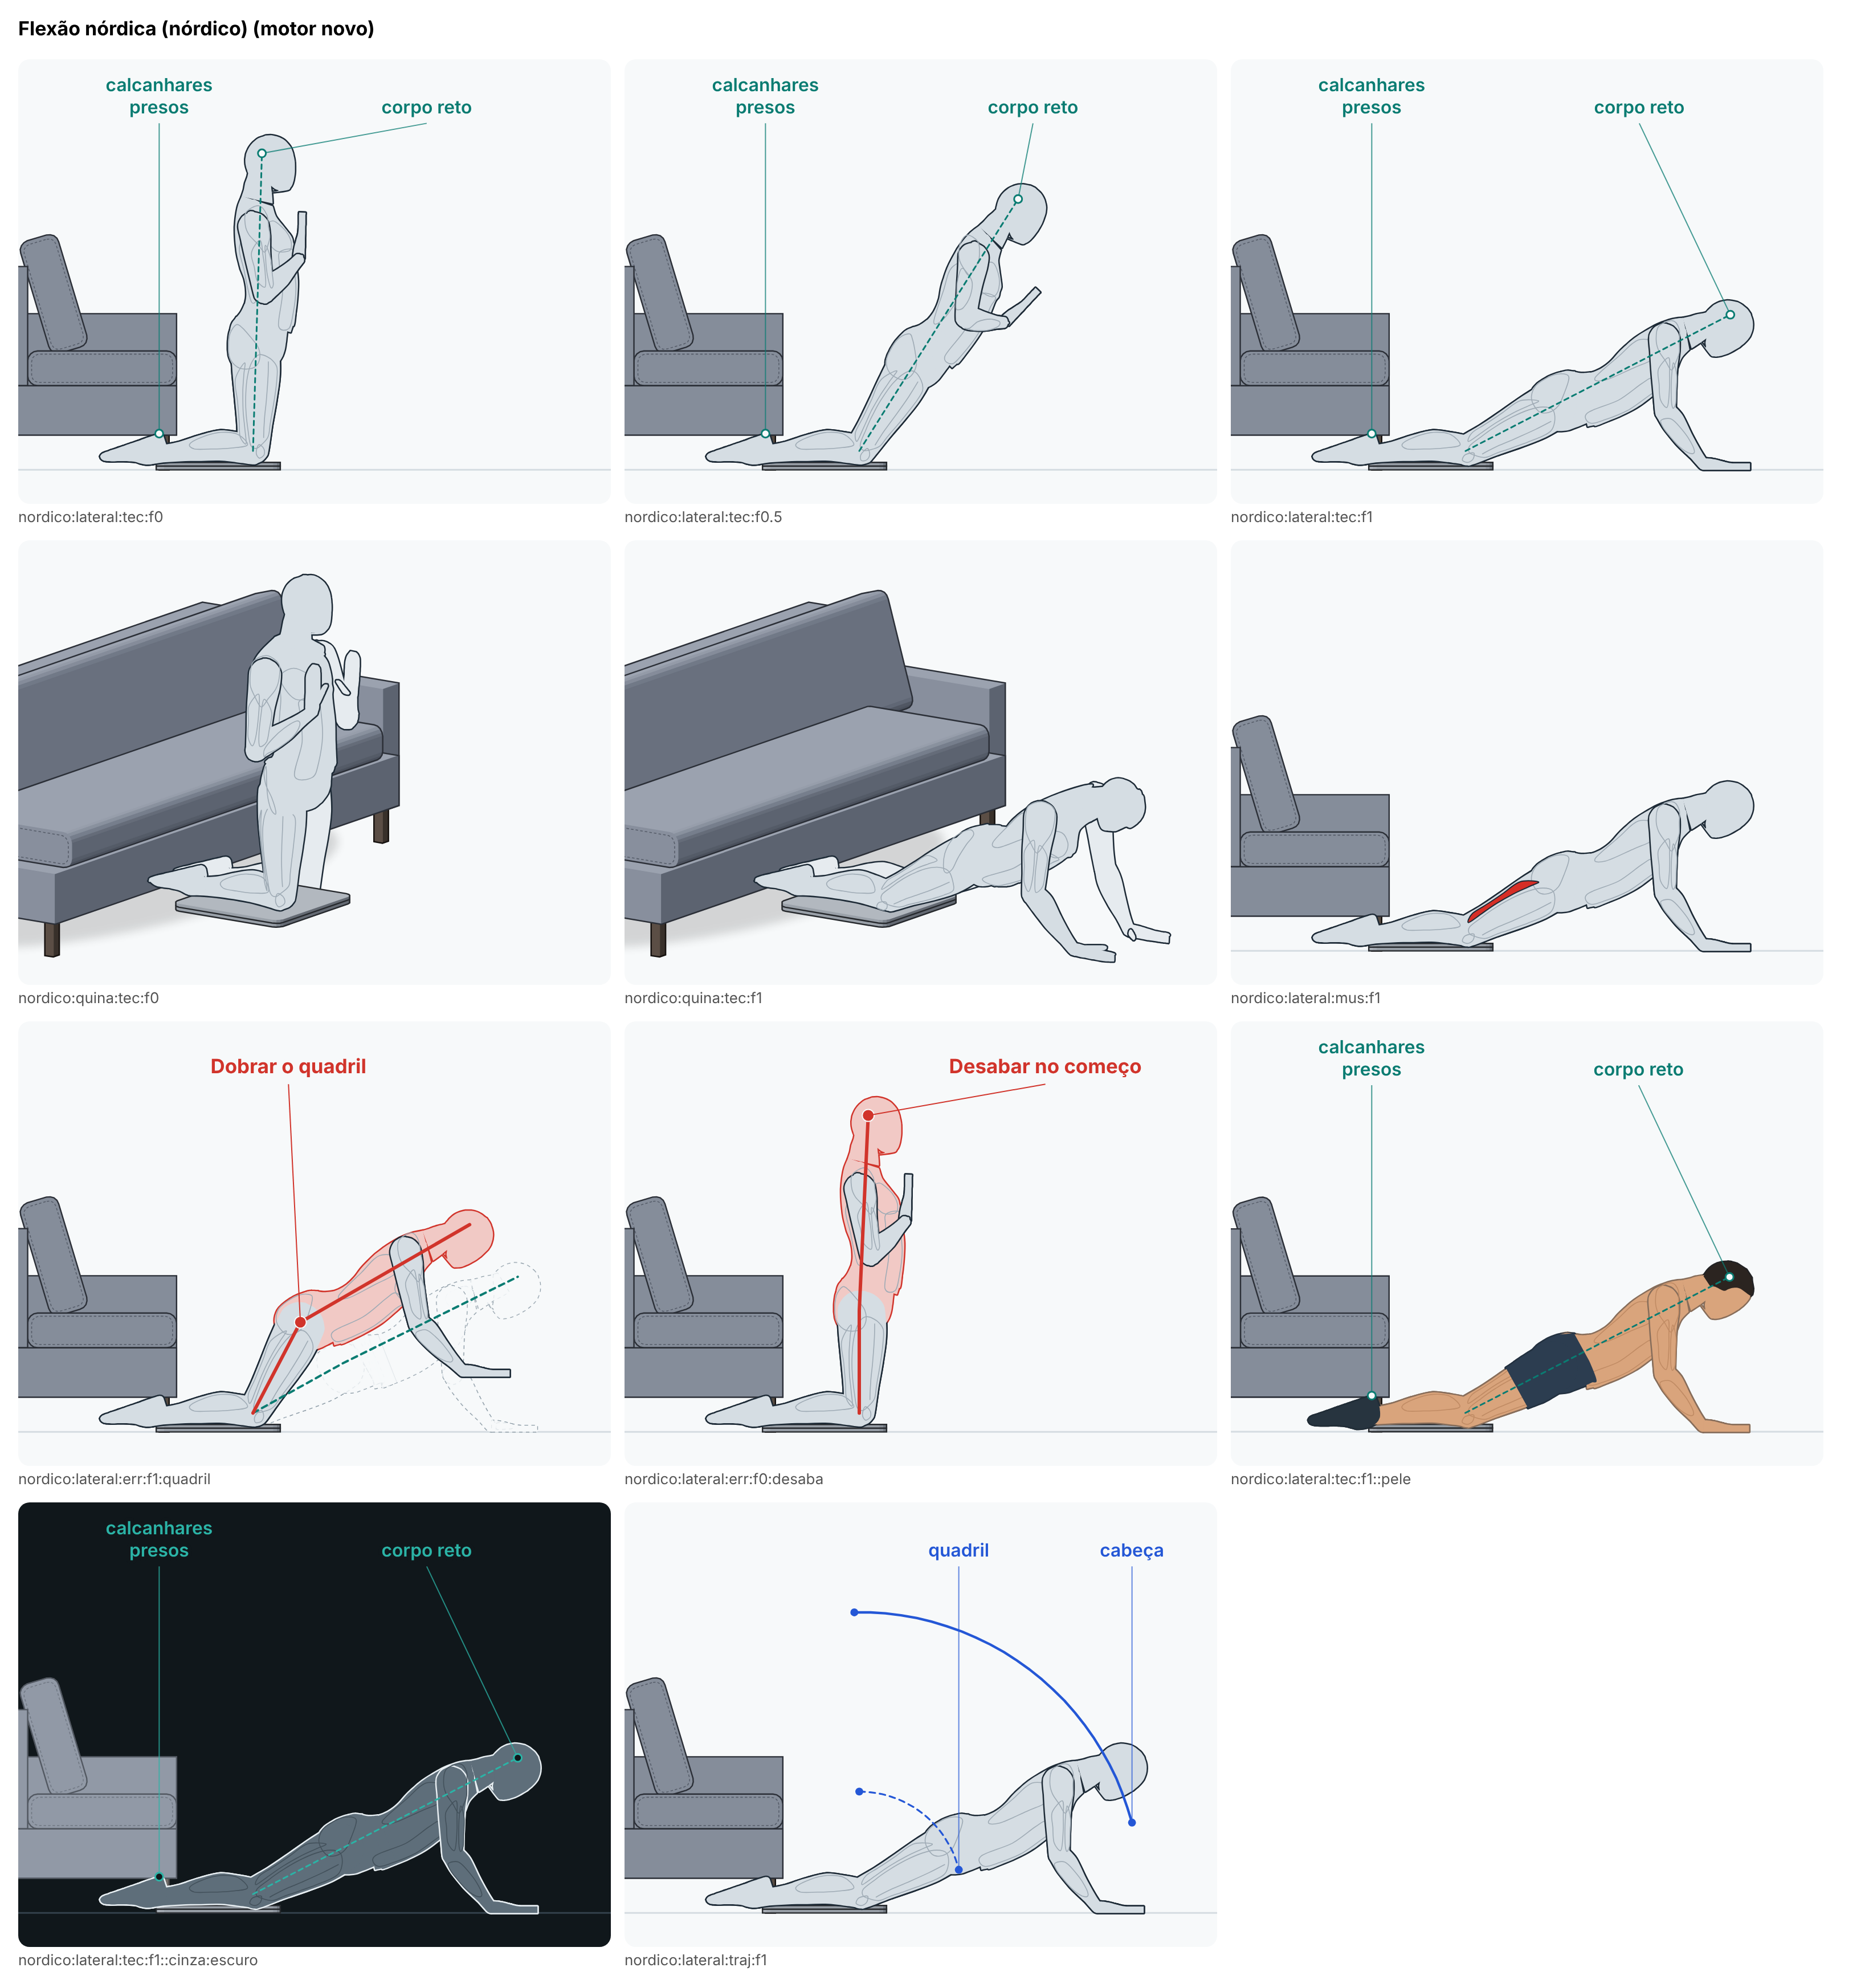 Flexão nórdica (nórdico) (motor novo)
calcanhares
presos
corpo reto
calcanhares
presos
corpo reto
calcanhares
presos
corpo reto
nordico:lateral:tec:f0
nordico:lateral:tec:f0.5
nordico:lateral:tec:f1
nordico:quina:tec:f0
nordico:quina:tec:f1
nordico:lateral:mus:f1
Dobrar o quadril
Desabar no começo
calcanhares
presos
corpo reto
nordico:lateral:err:f1:quadril
nordico:lateral:err:f0:desaba
nordico:lateral:tec:f1::pele
calcanhares
presos
corpo reto
quadril
cabeça
nordico:lateral:tec:f1::cinza:escuro
nordico:lateral:traj:f1